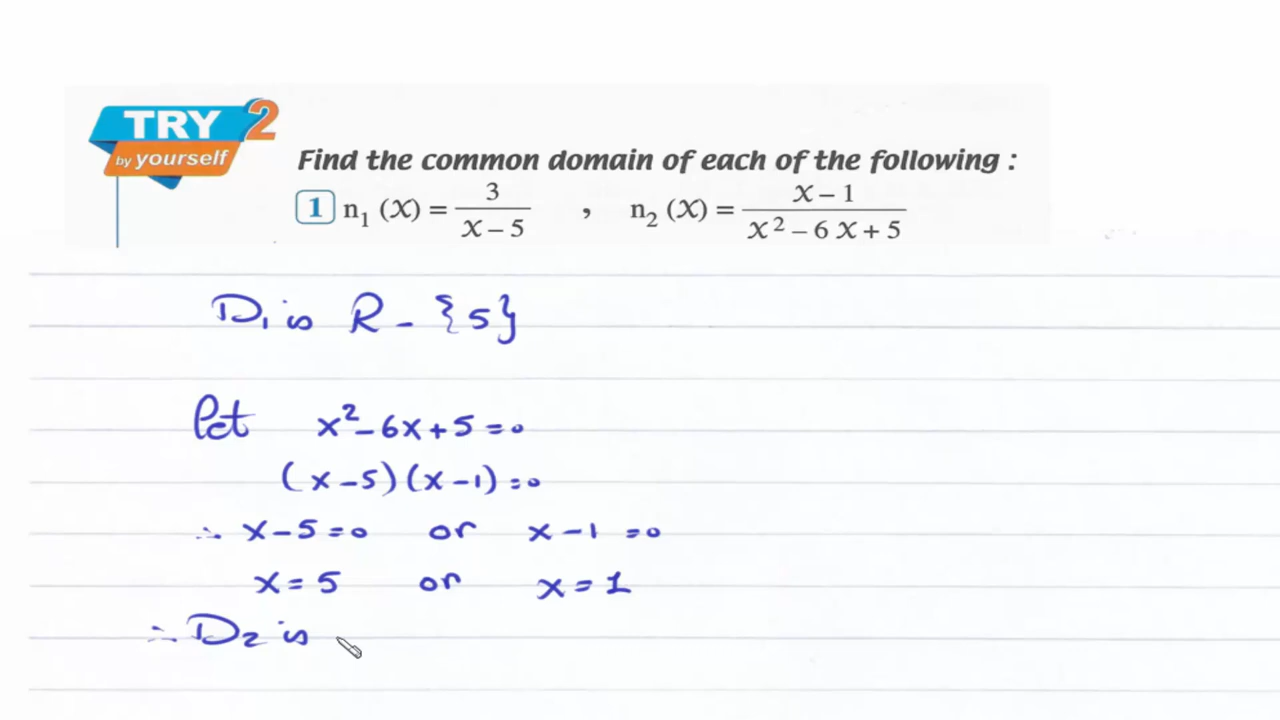 TRY 2
by yourself
Find the common domain of each of the following :
1 n₁ (X) = 3 / (X – 5) , n₂ (X) = (X – 1) / (X² – 6 X + 5)
D₁ is R - {5}
let x² - 6x + 5 = 0
(x - 5) (x - 1) = 0
∴ x - 5 = 0 or x - 1 = 0
x = 5 or x = 1
∴ D₂ is